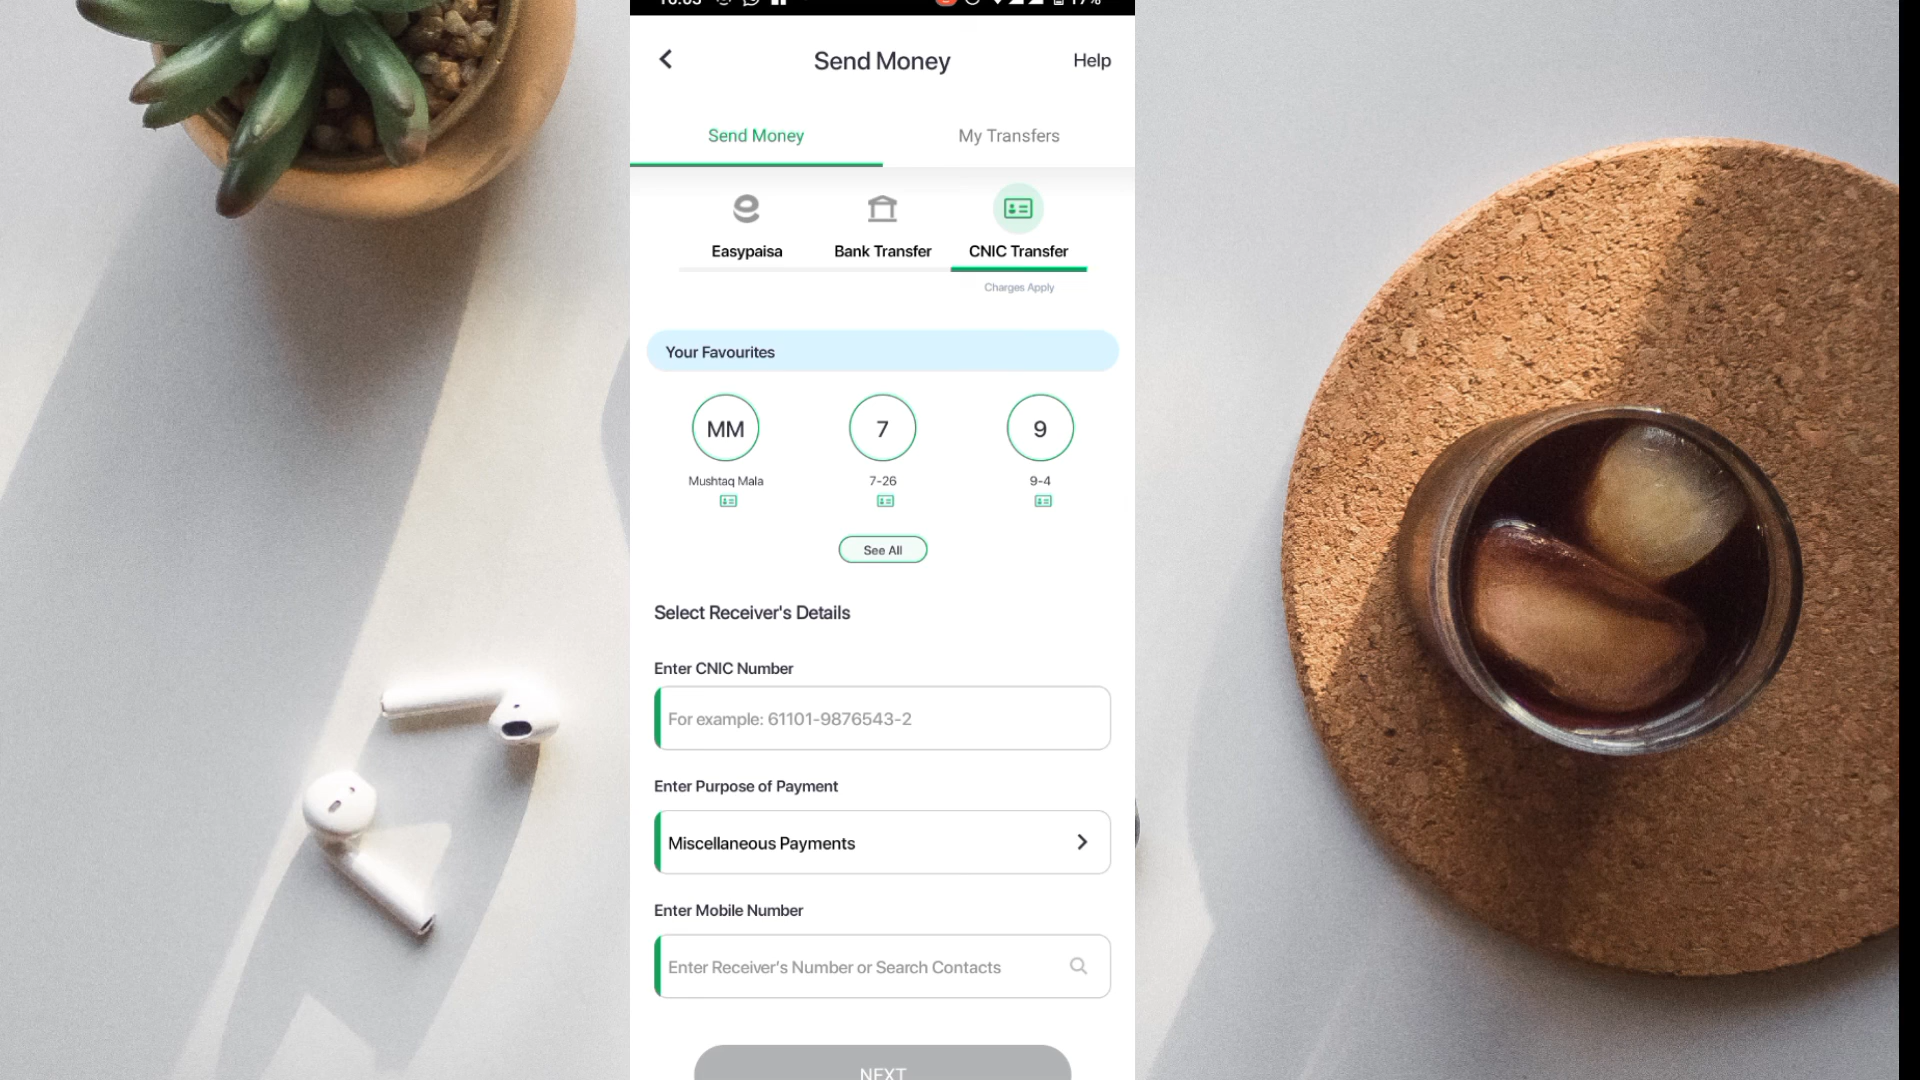 Send Money
Help
Send Money
My Transfers
Easypaisa
Bank Transfer
CNIC Transfer
Charges Apply
Your Favourites
MM
7
9
Mushtaq Mala
7-26
9-4
See All
Select Receiver's Details
Enter CNIC Number
For example: 61101-9876543-2
Enter Purpose of Payment
Miscellaneous Payments
Enter Mobile Number
Enter Receiver's Number or Search Contacts
NEXT